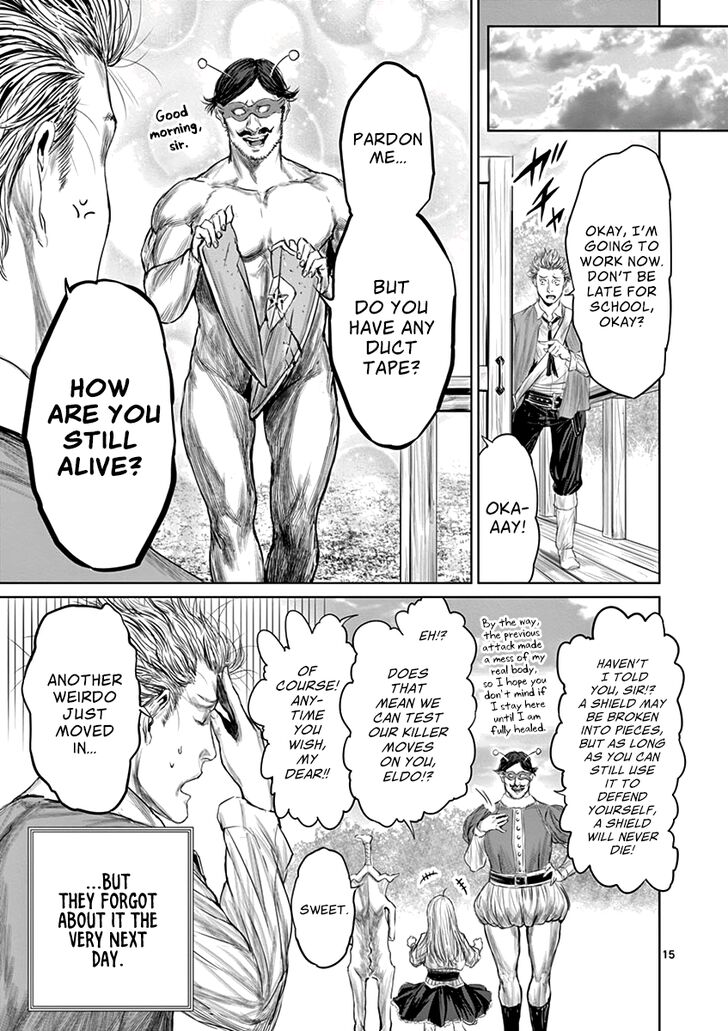 OKAY, I'M
GOING TO
WORK NOW.
DON'T BE
LATE FOR
SCHOOL,
OKAY?
OKA-
AAY!
PARDON
ME...
Good
morning,
sir.
BUT
DO YOU
HAVE ANY
DUCT
TAPE?
HOW
ARE YOU
STILL
ALIVE?
HAVEN'T
I TOLD
YOU, SIR!?
A SHIELD MAY
BE BROKEN
INTO PIECES,
BUT AS LONG
AS YOU CAN
STILL USE
IT TO
DEFEND
YOURSELF,
A SHIELD
WILL NEVER
DIE!
By the way,
the previous
attack made
a mess of my
real body,
so I hope you
don't mind if
I stay here
until I am
fully healed.
EH!?
DOES
THAT
MEAN WE
CAN TEST
OUR KILLER
MOVES
ON YOU,
ELDO!?
OF
COURSE!
ANY-
TIME YOU
WISH,
MY
DEAR!!
SWEET.
ANOTHER
WEIRDO
JUST
MOVED
IN...
...BUT
THEY FORGOT
ABOUT IT THE
VERY NEXT
DAY.
15